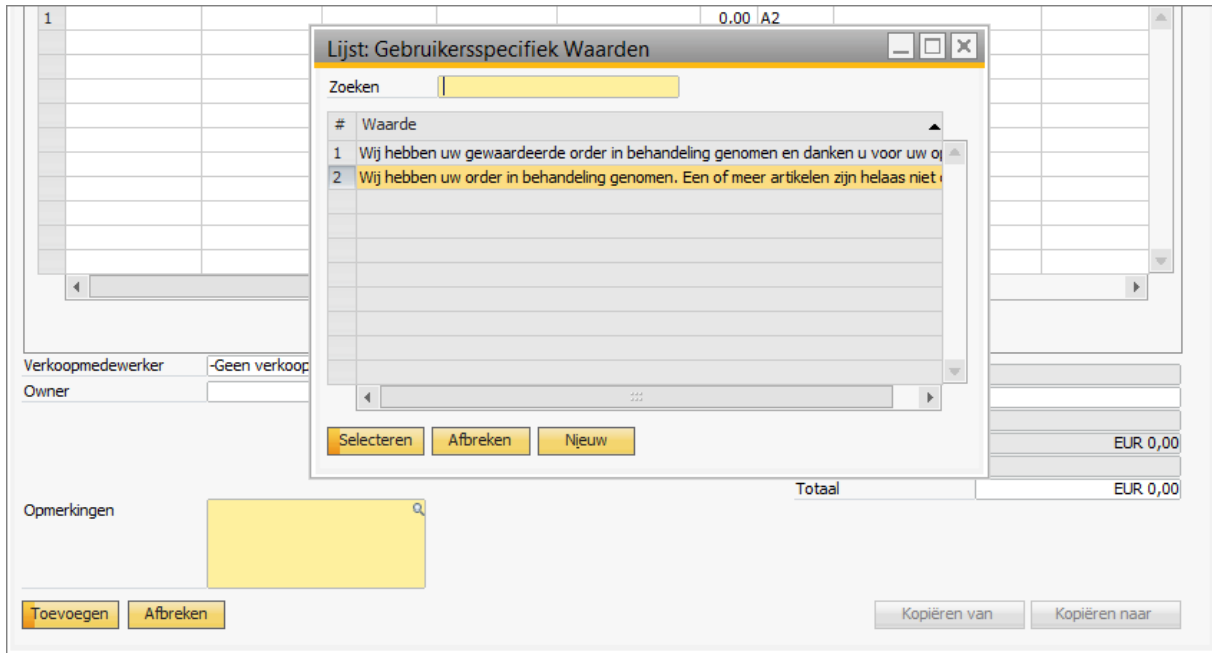 1 0,00 A2
Lijst: Gebruikersspecifiek Waarden
Zoeken
# Waarde
1 Wij hebben uw gewaardeerde order in behandeling genomen en danken u voor uw
2 Wij hebben uw order in behandeling genomen. Een of meer artikelen zijn helaas niet
Selecteren Afbreken Nieuw
Verkoopmedewerker -Geen verkoop
Owner
EUR 0,00
Totaal EUR 0,00
Opmerkingen
Toevoegen Afbreken Kopiëren van Kopiëren naar